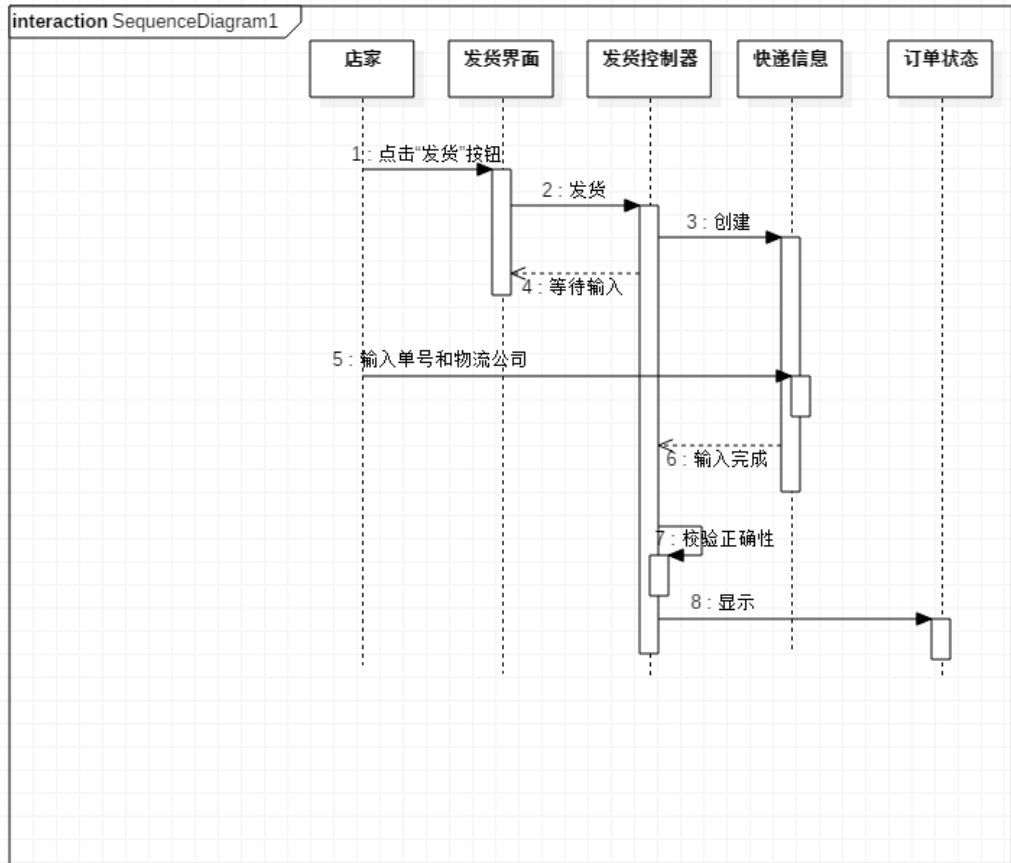 interaction SequenceDiagram1
店家 发货界面 发货控制器 快递信息 订单状态
1 : 点击“发货”按钮
2 : 发货
3 : 创建
4 : 等待输入
5 : 输入单号和物流公司
6 : 输入完成
7 : 校验正确性
8 : 显示